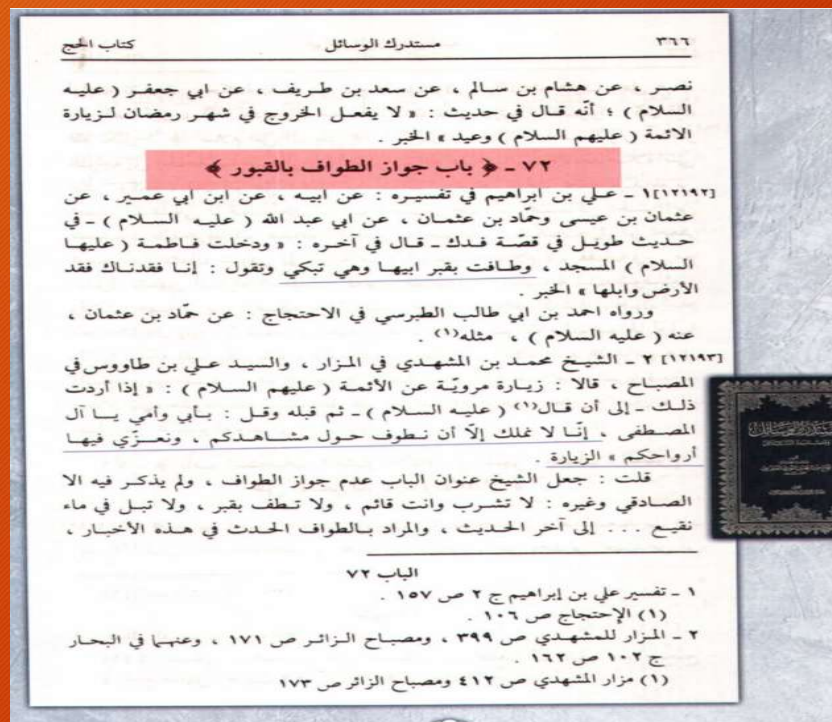 ٣٦٦ مستدرك الوسائل كتاب الحج
نصر ، عن هشام بن سالم ، عن سعد بن طريف ، عن ابي جعفر ( عليه
السلام ) ؛ أنّه قال في حديث : « لا يفعل الخروج في شهر رمضان لزيارة
الائمة ( عليهم السلام ) وعيد » الخبر .
٧٢ - ﴿ باب جواز الطواف بالقبور ﴾
[١٢١٩٢] ١ - علي بن ابراهيم في تفسيره : عن ابيه ، عن ابن ابي عمير ، عن
عثمان بن عيسى وحمّاد بن عثمان ، عن ابي عبد الله ( عليه السلام ) - في
حديث طويل في قصّة فدك - قال في آخره : « ودخلت فاطمة ( عليها
السلام ) المسجد ، وطافت بقبر ابيها وهي تبكي وتقول : إنا فقدناك فقد
الأرض وابلها » الخبر .
ورواه احمد بن ابي طالب الطبرسي في الاحتجاج : عن حمّاد بن عثمان ،
عنه ( عليه السلام ) ، مثله(١) .
[١٢١٩٣] ٢ - الشيخ محمد بن المشهدي في المزار ، والسيد علي بن طاووس في
المصباح ، قالا : زيارة مرويّة عن الأئمة ( عليهم السلام ) : « إذا أردت
ذلك - إلى أن قال(١) ( عليه السلام ) - ثم قبله وقل : بأبي وأمي يا آل
المصطفى ، إنّا لا نملك إلّا أن نطوف حول مشاهدكم ، ونعزّي فيها
أرواحكم » الزيارة .
قلت : جعل الشيخ عنوان الباب عدم جواز الطواف ، ولم يذكر فيه الا
الصادقي وغيره : لا تشرب وانت قائم ، ولا تطف بقبر ، ولا تبل في ماء
نقيع ... إلى آخر الحديث ، والمراد بالطواف الحدث في هذه الأخبار ،
الباب ٧٢
١ - تفسير علي بن إبراهيم ج ٢ ص ١٥٧ .
(١) الإحتجاج ص ١٠٦ .
٢ - المزار للمشهدي ص ٣٩٩ ، ومصباح الزائر ص ١٧١ ، وعنهما في البحار
ج ١٠٢ ص ١٦٢ .
(١) مزار المشهدي ص ٤١٢ ومصباح الزائر ص ١٧٣